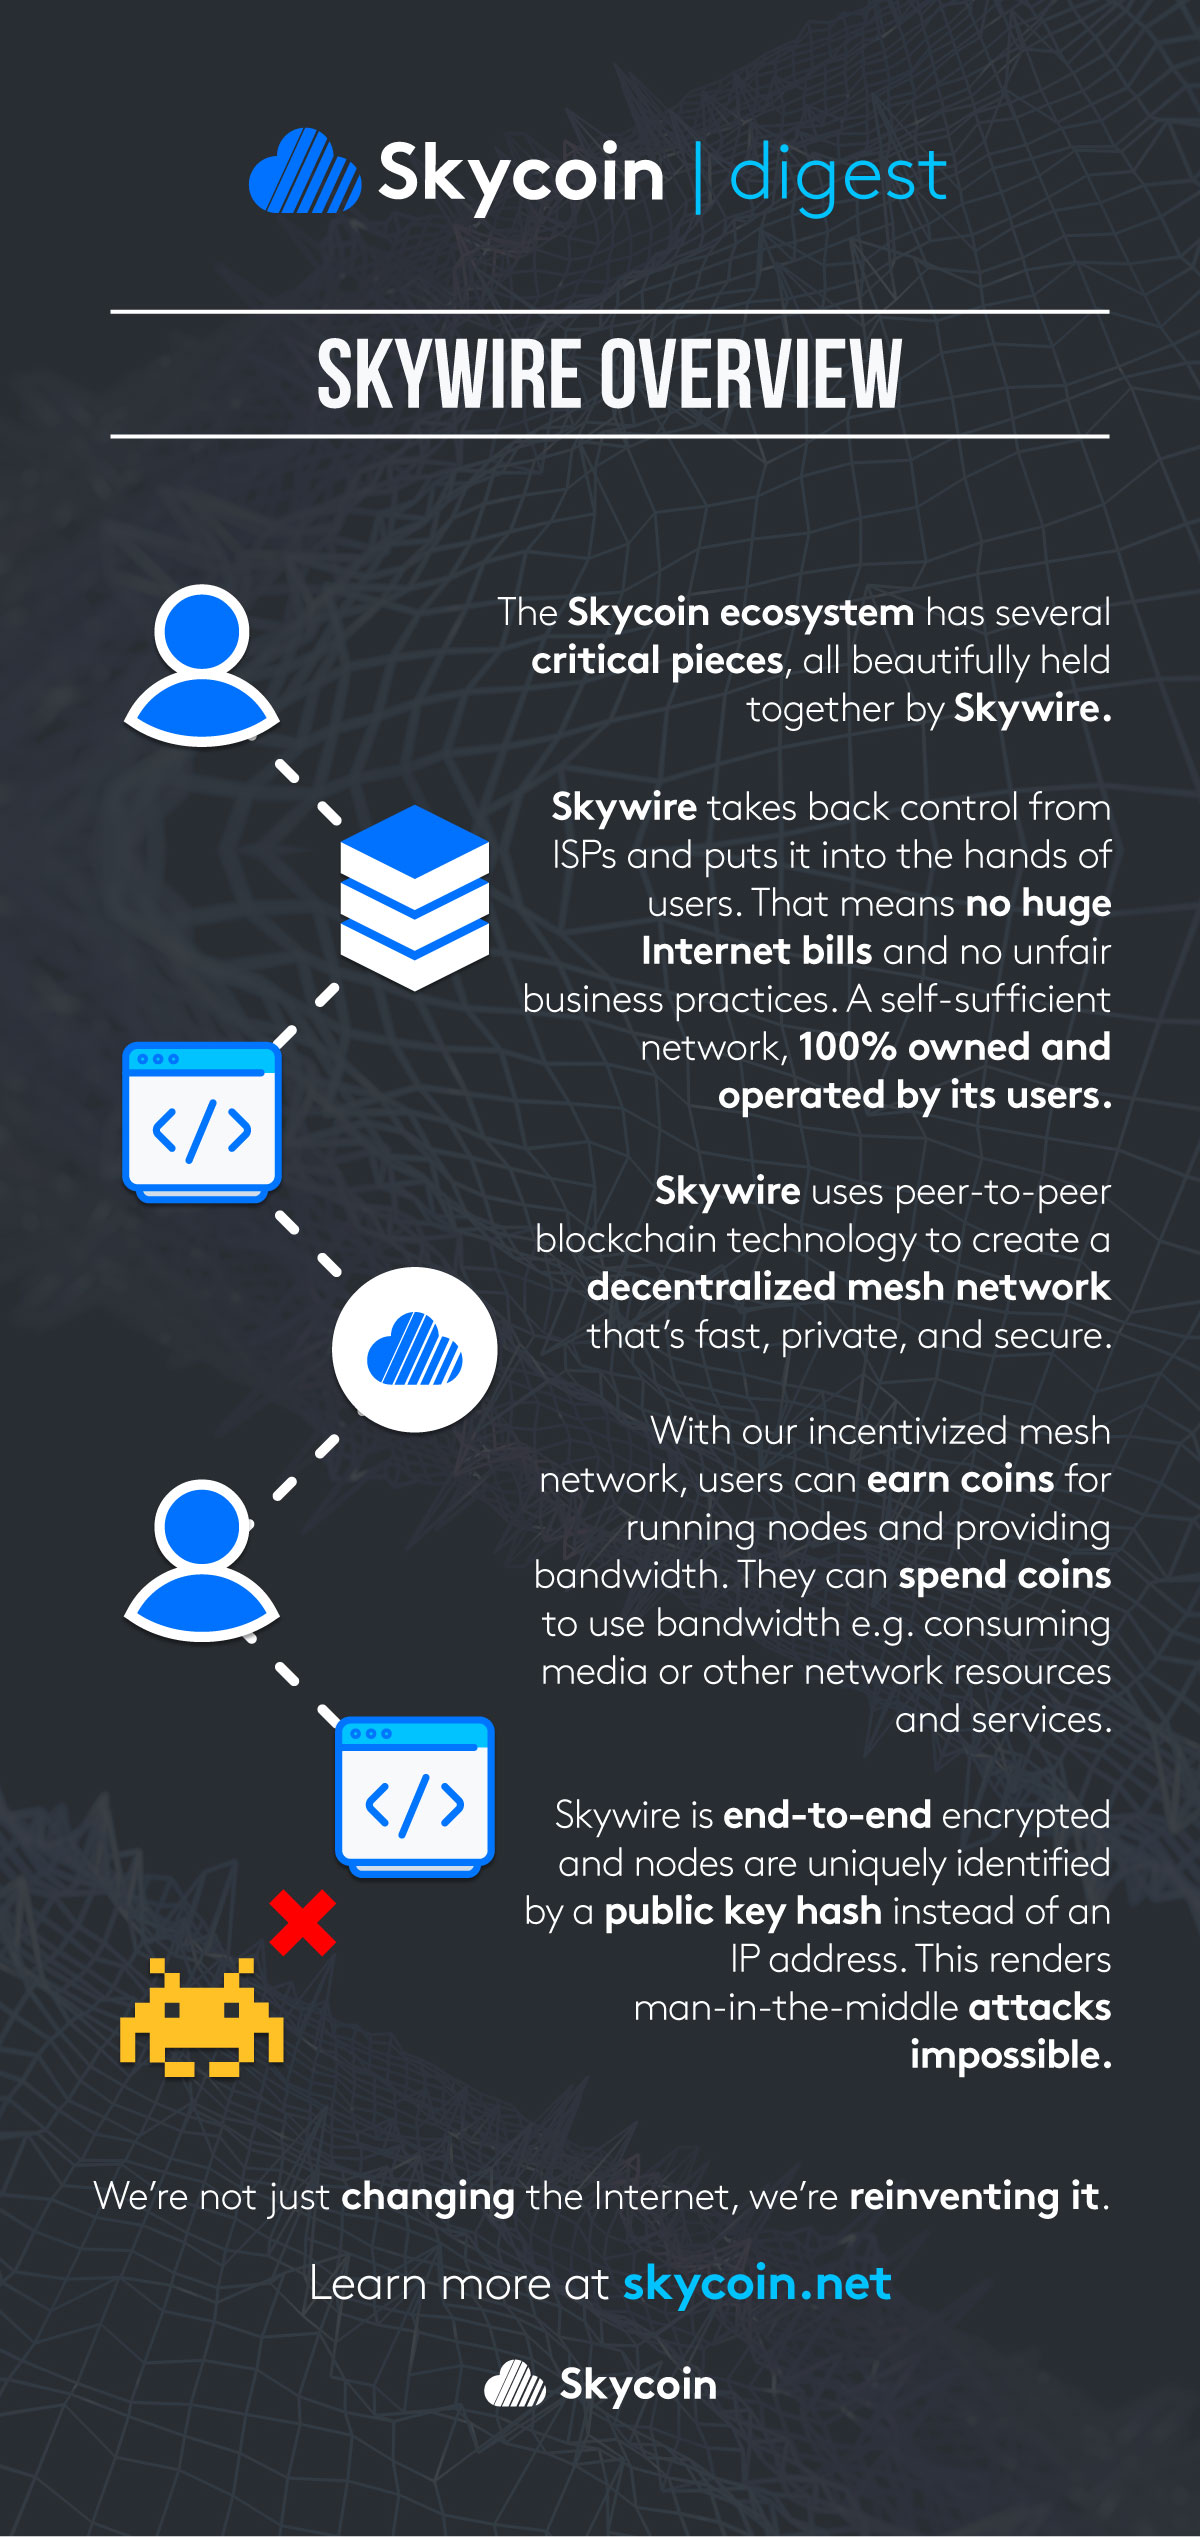 Skycoin | digest
SKYWIRE OVERVIEW
The Skycoin ecosystem has several
critical pieces, all beautifully held
together by Skywire.
Skywire takes back control from
ISPs and puts it into the hands of
users. That means no huge
Internet bills and no unfair
business practices. A self-sufficient
network, 100% owned and
operated by its users.
</>
Skywire uses peer-to-peer
blockchain technology to create a
decentralized mesh network
that's fast, private, and secure.
With our incentivized mesh
network, users can earn coins for
running nodes and providing
bandwidth. They can spend coins
to use bandwidth e.g. consuming
media or other network resources
and services.
</>
Skywire is end-to-end encrypted
and nodes are uniquely identified
by a public key hash instead of an
IP address. This renders
man-in-the-middle attacks
impossible.
We're not just changing the Internet, we're reinventing it.
Learn more at skycoin.net
Skycoin